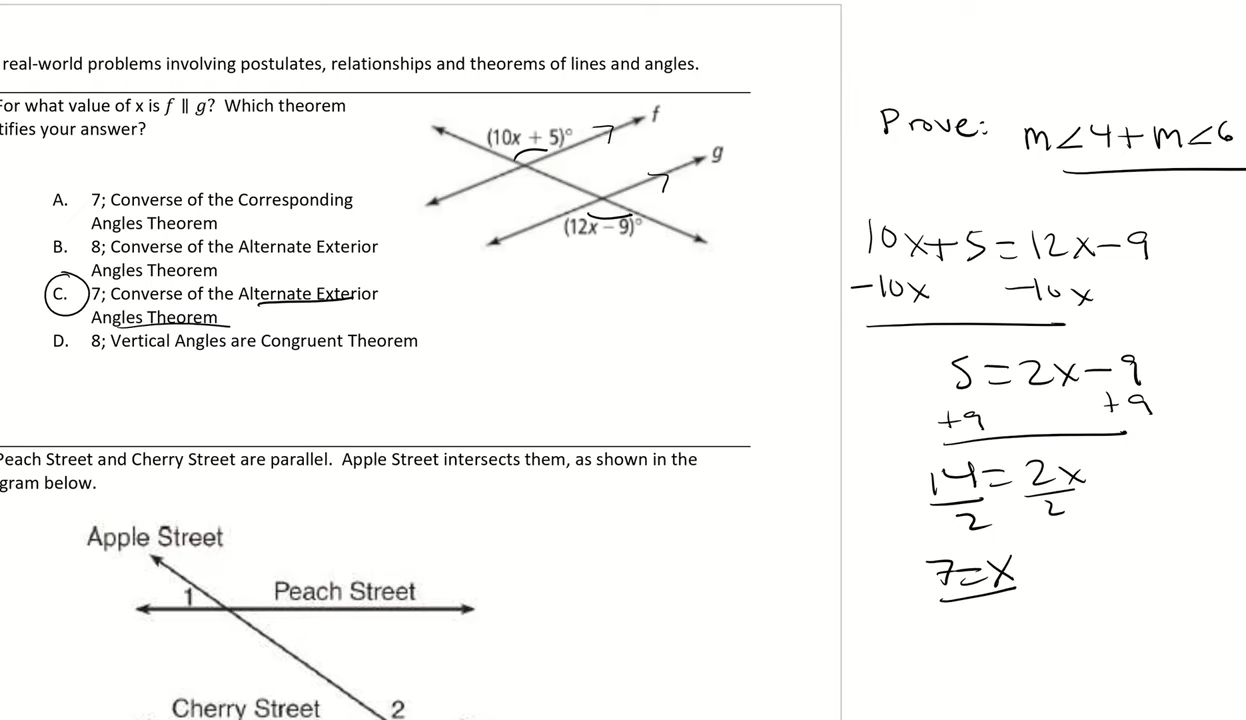 real-world problems involving postulates, relationships and theorems of lines and angles.
For what value of x is f ∥ g? Which theorem
tifies your answer?
A. 7; Converse of the Corresponding
Angles Theorem
B. 8; Converse of the Alternate Exterior
Angles Theorem
C. 7; Converse of the Alternate Exterior
Angles Theorem
D. 8; Vertical Angles are Congruent Theorem
(10x + 5)°
f
g
(12x – 9)°
Prove: m∠4+m∠6
10x+5=12x-9
-10x -10x
5=2x-9
+9 +9
14=2x
2 2
7=x
Peach Street and Cherry Street are parallel. Apple Street intersects them, as shown in the
gram below.
Apple Street
1
Peach Street
Cherry Street
2